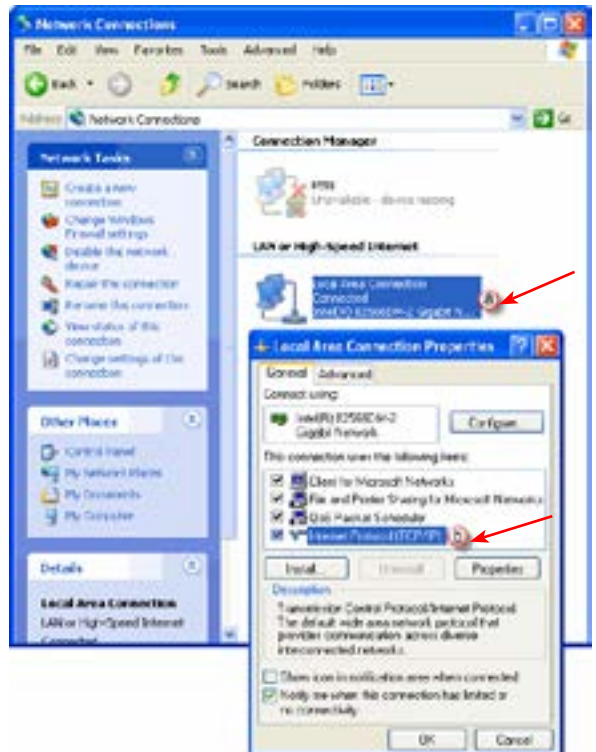 Network Connections
File Edit View Favorites Tools Advanced Help
Back Search Folders
Address Network Connections Go
Network Tasks
Create a new connection
Change Windows Firewall settings
Disable this network device
Repair this connection
Rename this connection
View status of this connection
Change settings of this connection
Other Places
Control Panel
My Network Places
My Documents
My Computer
Details
Local Area Connection
LAN or High-Speed Internet
Connected
Connection Manager
Unavailable - device missing
LAN or High-Speed Internet
Local Area Connection
Connected
Intel(R) 82566DM-2 Gigabit N...
a
Local Area Connection Properties
General Advanced
Connect using:
Intel(R) 82566DM-2
Gigabit Network
Configure...
This connection uses the following items:
Client for Microsoft Networks
File and Printer Sharing for Microsoft Networks
QoS Packet Scheduler
Internet Protocol (TCP/IP)
b
Install... Uninstall Properties
Description
Transmission Control Protocol/Internet Protocol.
The default wide area network protocol that
provides communication across diverse
interconnected networks.
Show icon in notification area when connected
Notify me when this connection has limited or
no connectivity
OK Cancel